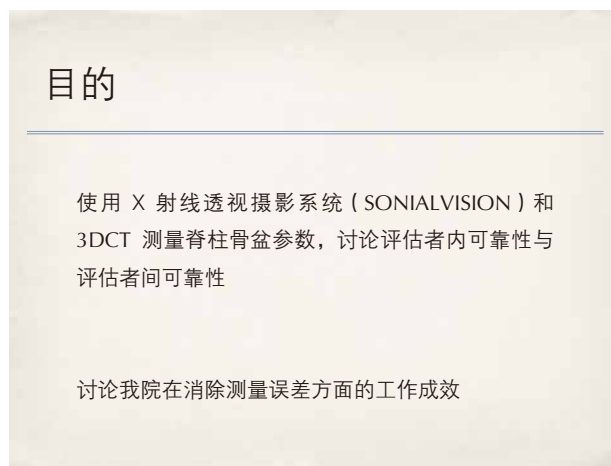 目的
使用 X 射线透视摄影系统（SONIALVISION）和
3DCT 测量脊柱骨盆参数，讨论评估者内可靠性与
评估者间可靠性
讨论我院在消除测量误差方面的工作成效